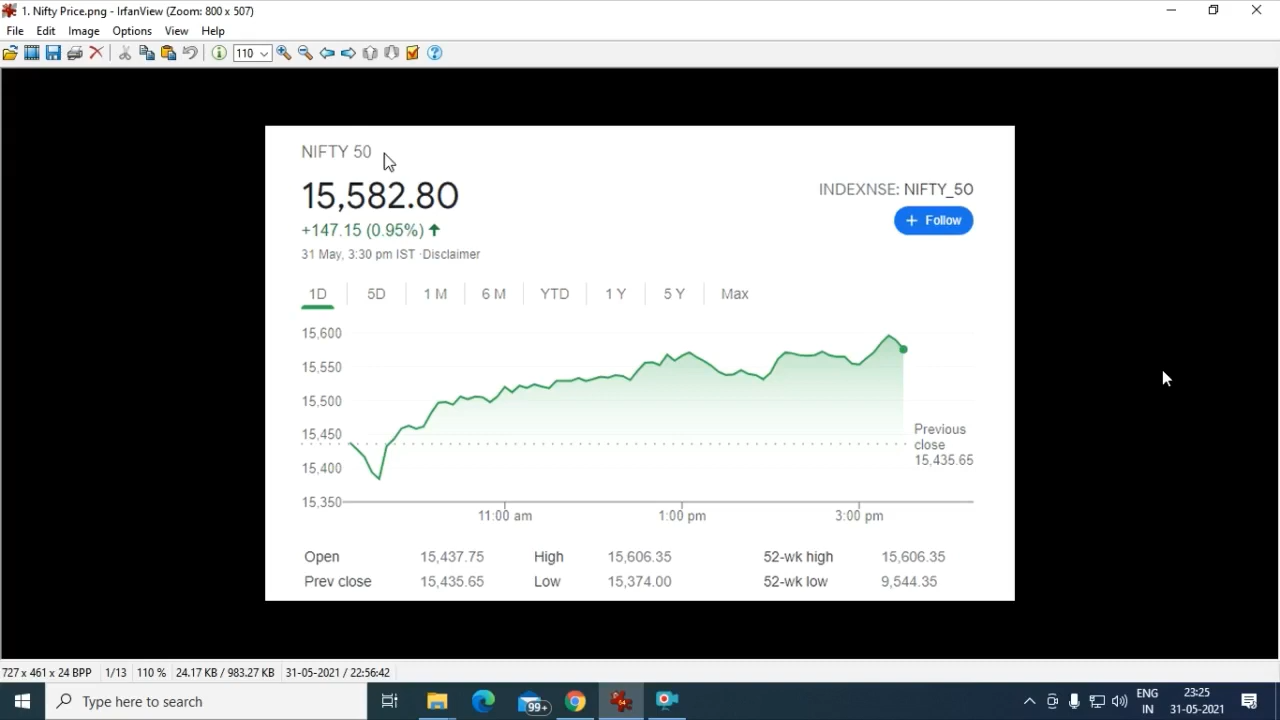 1. Nifty Price.png - IrfanView (Zoom: 800 x 507)
File Edit Image Options View Help
110
NIFTY 50
15,582.80
+147.15 (0.95%)
31 May, 3:30 pm IST ·Disclaimer
INDEXNSE: NIFTY_50
+ Follow
1D 5D 1 M 6 M YTD 1 Y 5 Y Max
15,600
15,550
15,500
15,450
15,400
15,350
Previous
close
15,435.65
11:00 am 1:00 pm 3:00 pm
Open 15,437.75 High 15,606.35 52-wk high 15,606.35
Prev close 15,435.65 Low 15,374.00 52-wk low 9,544.35
727 x 461 x 24 BPP 1/13 110 % 24.17 KB / 983.27 KB 31-05-2021 / 22:56:42
Type here to search
99+
64
ENG
IN
23:25
31-05-2021